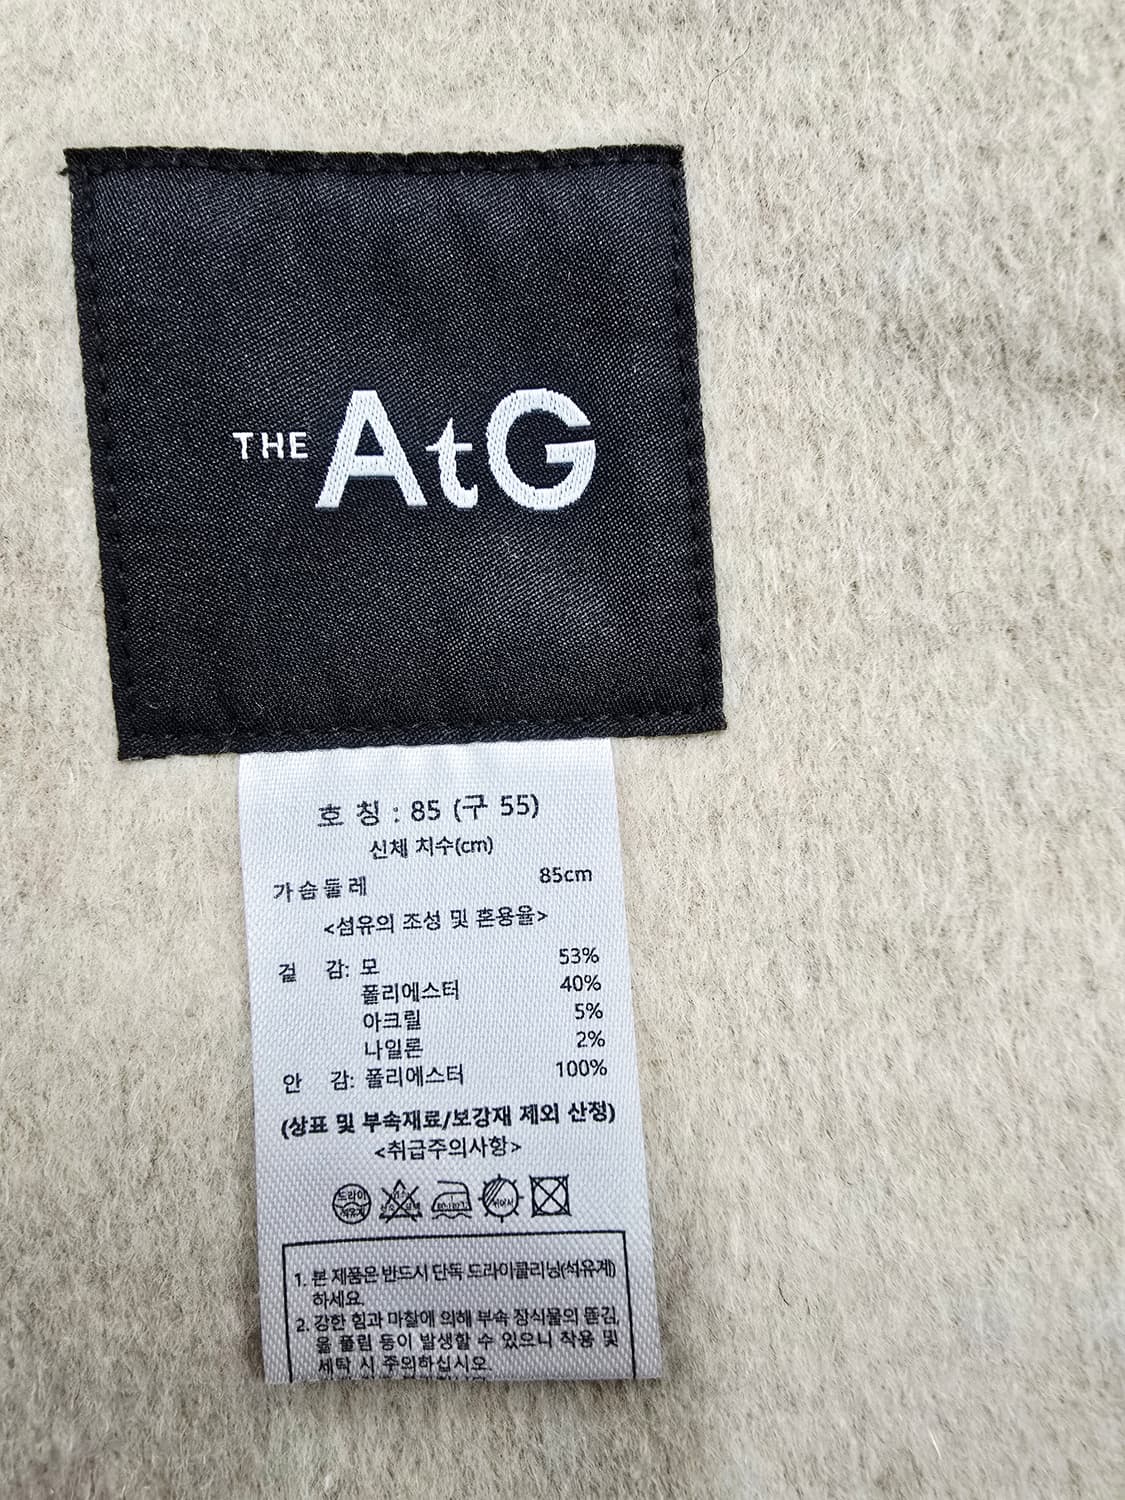 THE AtG
호 칭 : 85 (구 55)
신체 치수(cm)
가슴둘레 85cm
<섬유의 조성 및 혼용율>
겉 감: 모 53%
폴리에스터 40%
아크릴 5%
나일론 2%
안 감: 폴리에스터 100%
(상표 및 부속재료/보강재 제외 산정)
<취급주의사항>
드라이
석유계
1. 본 제품은 반드시 단독 드라이클리닝(석유계)
하세요.
2. 강한 힘과 마찰에 의해 부속 장식물의 뜯김,
올 풀림 등이 발생할 수 있으니 착용 및
세탁 시 주의하십시오.